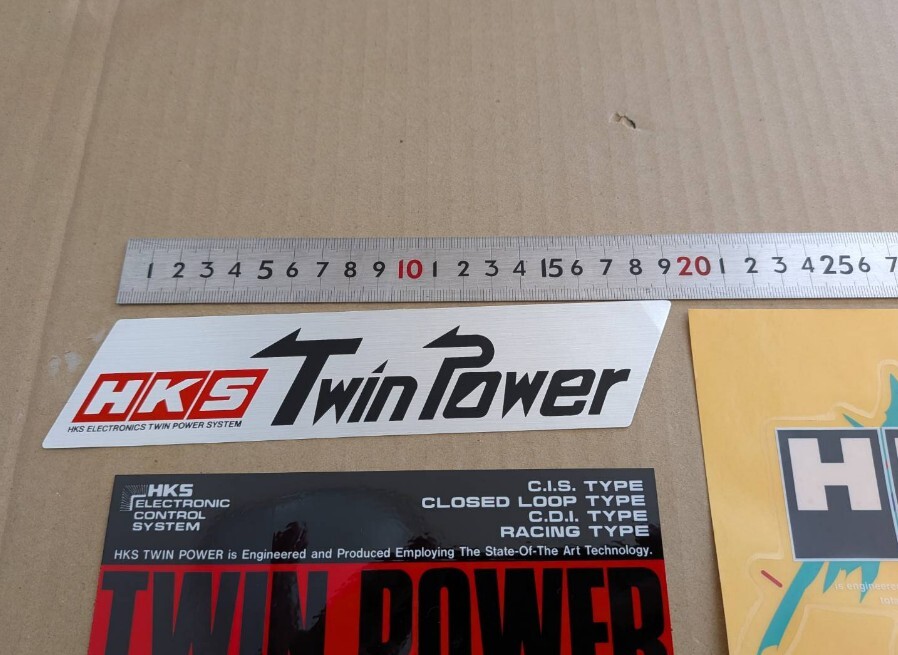 1 2 3 4 5 6 7 8 9 10 1 2 3 4 15 6 7 8 9 20 1 2 3 4 25 6 7
Twin Power
HKS
HKS ELECTRONICS TWIN POWER SYSTEM
HKS
ELECTRONIC
CONTROL
SYSTEM
C.I.S. TYPE
CLOSED LOOP TYPE
C.D.I. TYPE
RACING TYPE
HKS TWIN POWER is Engineered and Produced Employing The State-Of-The Art Technology.
TWIN POWER
H
is engineere